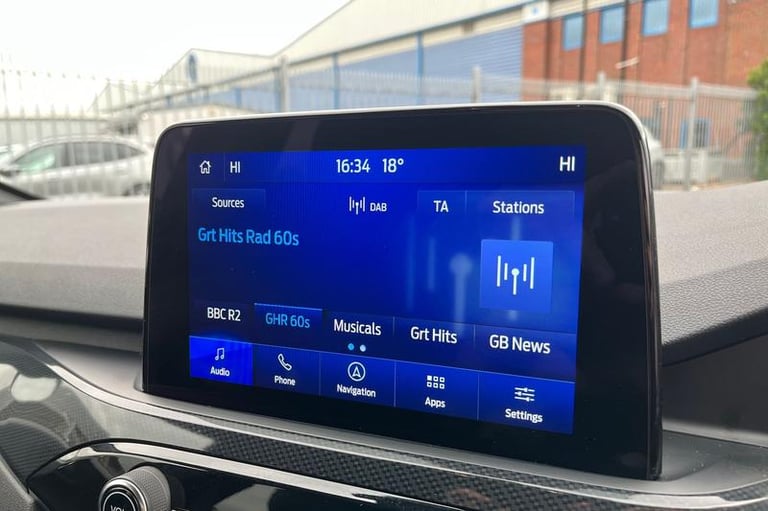 HI 16:34 18° HI
Sources DAB TA Stations
Grt Hits Rad 60s
BBC R2 GHR 60s Musicals Grt Hits GB News
Audio Phone Navigation Apps Settings
VOL